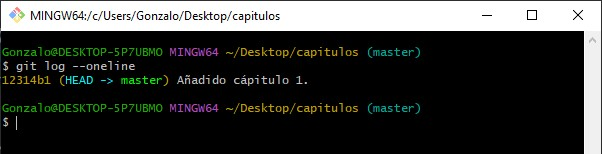 MINGW64:/c/Users/Gonzalo/Desktop/capitulos
Gonzalo@DESKTOP-5P7UBMO MINGW64 ~/Desktop/capitulos (master)
$ git log --oneline
12314b1 (HEAD -> master) Añadido cápitulo 1.
Gonzalo@DESKTOP-5P7UBMO MINGW64 ~/Desktop/capitulos (master)
$